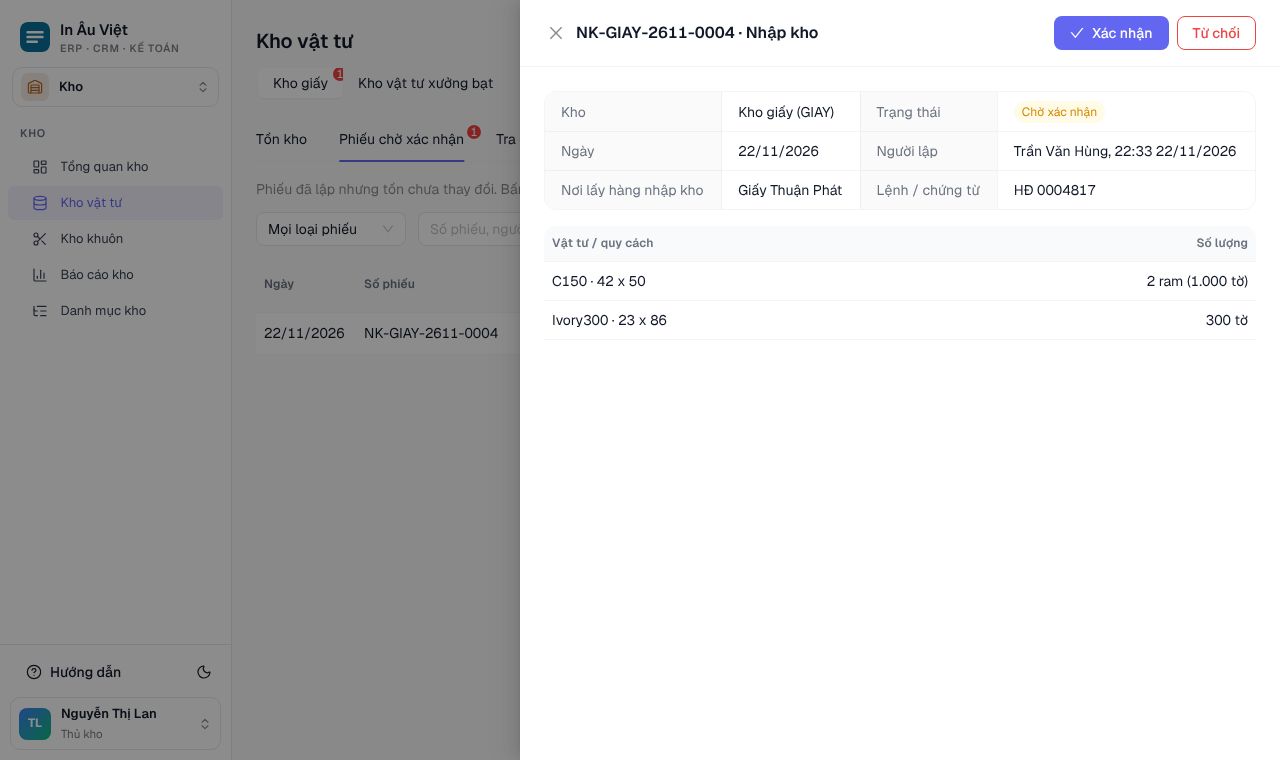 In Âu Việt
ERP · CRM · KẾ TOÁN
Kho
KHO
Tổng quan kho
Kho vật tư
Kho khuôn
Báo cáo kho
Danh mục kho
Hướng dẫn
TL
Nguyễn Thị Lan
Thủ kho
Kho vật tư
Kho giấy 1 Kho vật tư xưởng bạt
Tồn kho Phiếu chờ xác nhận 1 Tra
Phiếu đã lập nhưng tồn chưa thay đổi. Bấm
Mọi loại phiếu Số phiếu, người
Ngày Số phiếu
22/11/2026 NK-GIAY-2611-0004
NK-GIAY-2611-0004 · Nhập kho
Xác nhận Từ chối
Kho Kho giấy (GIAY) Trạng thái Chờ xác nhận
Ngày 22/11/2026 Người lập Trần Văn Hùng, 22:33 22/11/2026
Nơi lấy hàng nhập kho Giấy Thuận Phát Lệnh / chứng từ HĐ 0004817
Vật tư / quy cách Số lượng
C150 · 42 x 50 2 ram (1.000 tờ)
Ivory300 · 23 x 86 300 tờ